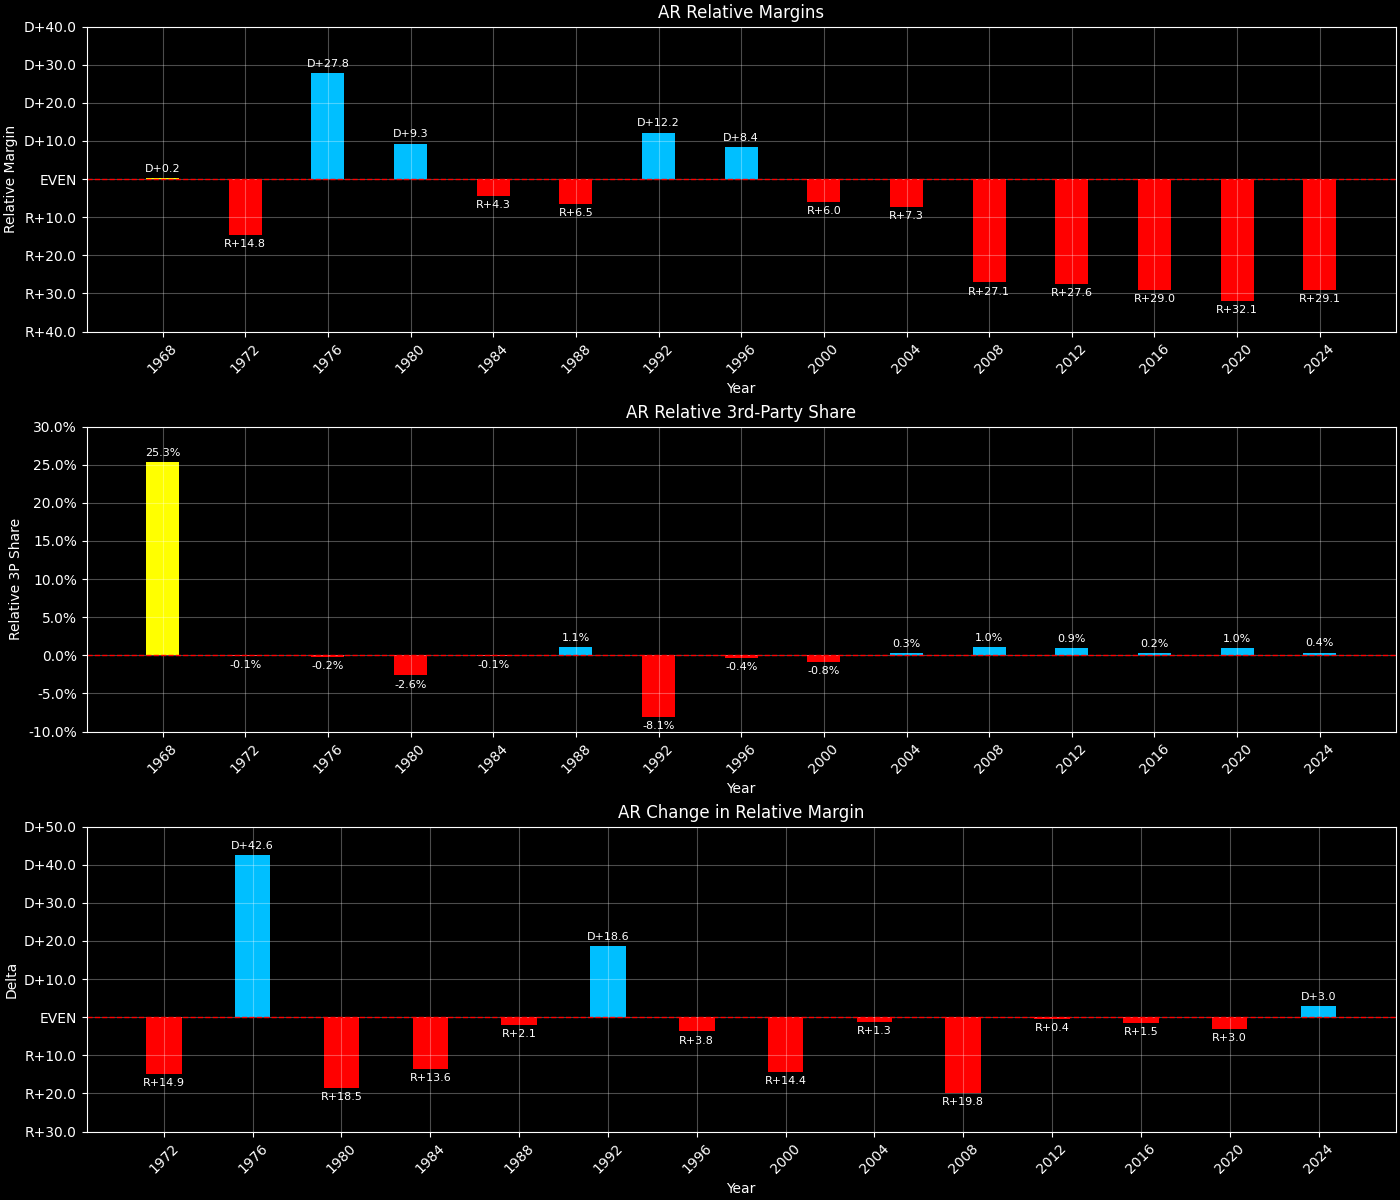 AR Relative Margins
Relative Margin
D+40.0
D+30.0
D+20.0
D+10.0
EVEN
R+10.0
R+20.0
R+30.0
R+40.0
D+0.2
R+14.8
D+27.8
D+9.3
R+4.3
R+6.5
D+12.2
D+8.4
R+6.0
R+7.3
R+27.1
R+27.6
R+29.0
R+32.1
R+29.1
1968
1972
1976
1980
1984
1988
1992
1996
2000
2004
2008
2012
2016
2020
2024
Year
AR Relative 3rd-Party Share
Relative 3P Share
30.0%
25.0%
20.0%
15.0%
10.0%
5.0%
0.0%
-5.0%
-10.0%
25.3%
-0.1%
-0.2%
-2.6%
-0.1%
1.1%
-8.1%
-0.4%
-0.8%
0.3%
1.0%
0.9%
0.2%
1.0%
0.4%
1968
1972
1976
1980
1984
1988
1992
1996
2000
2004
2008
2012
2016
2020
2024
Year
AR Change in Relative Margin
Delta
D+50.0
D+40.0
D+30.0
D+20.0
D+10.0
EVEN
R+10.0
R+20.0
R+30.0
R+14.9
D+42.6
R+18.5
R+13.6
R+2.1
D+18.6
R+3.8
R+14.4
R+1.3
R+19.8
R+0.4
R+1.5
R+3.0
D+3.0
1972
1976
1980
1984
1988
1992
1996
2000
2004
2008
2012
2016
2020
2024
Year